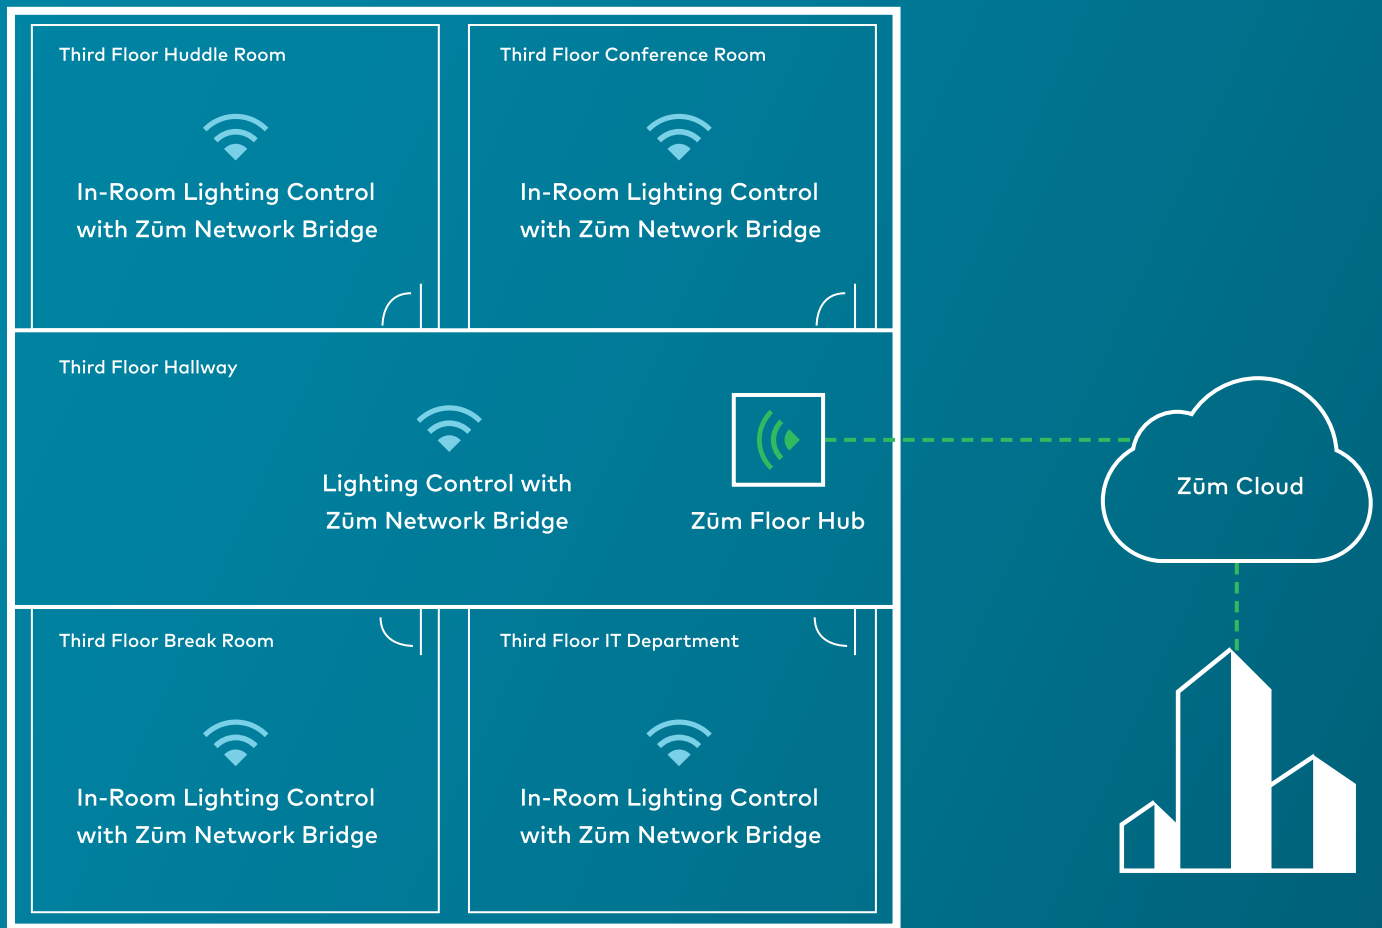 Third Floor Huddle Room
In-Room Lighting Control
with Zūm Network Bridge
Third Floor Conference Room
In-Room Lighting Control
with Zūm Network Bridge
Third Floor Hallway
Lighting Control with
Zūm Network Bridge
Zūm Floor Hub
Zūm Cloud
Third Floor Break Room
In-Room Lighting Control
with Zūm Network Bridge
Third Floor IT Department
In-Room Lighting Control
with Zūm Network Bridge